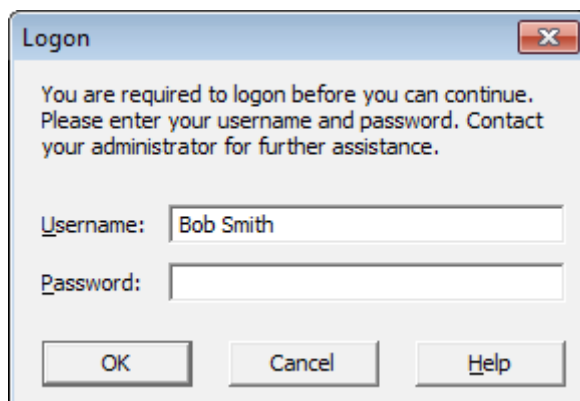 Logon
You are required to logon before you can continue.
Please enter your username and password. Contact
your administrator for further assistance.
Username: Bob Smith
Password:
OK Cancel Help